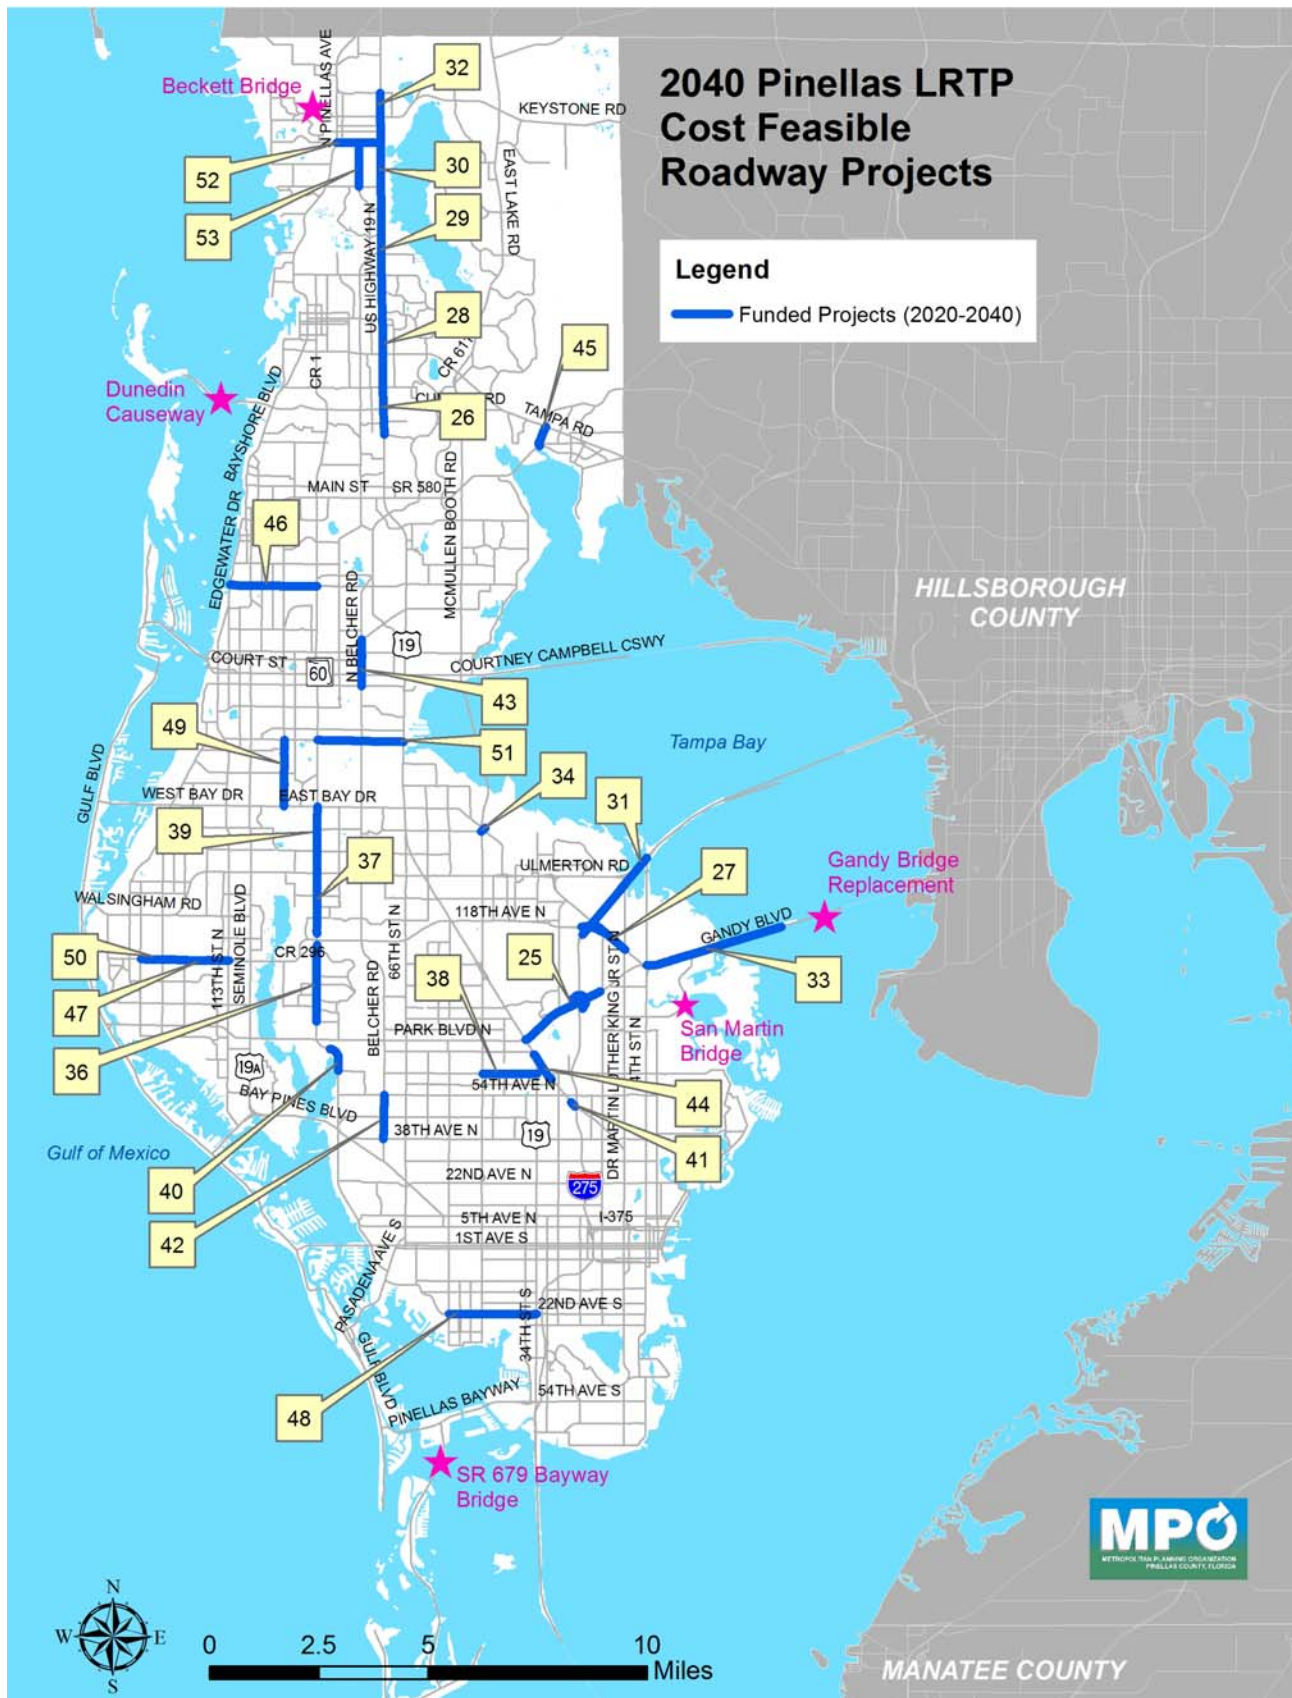 2040 Pinellas LRTP
Cost Feasible
Roadway Projects
Legend
Funded Projects (2020-2040)
Beckett Bridge
N PINELLAS AVE
32
KEYSTONE RD
52
30
EAST LAKE RD
53
29
US HIGHWAY 19 N
28
45
CR 1
CR 611
Dunedin
Causeway
26
TAMPA RD
BAYSHORE BLVD
MAIN ST
SR 580
MCMULLEN BOOTH RD
46
EDGEWATER DR
HILLSBOROUGH
COUNTY
N BELCHER RD
19
COURT ST
60
COURTNEY CAMPBELL CSWY
43
49
51
Tampa Bay
34
GULF BLVD
WEST BAY DR
EAST BAY DR
31
39
37
ULMERTON RD
27
Gandy Bridge
Replacement
WALSINGHAM RD
118TH AVE N
GANDY BLVD
50
113TH ST N
SEMINOLE BLVD
CR 296
66TH ST N
38
25
33
47
BELCHER RD
PARK BLVD N
DR MARTIN LUTHER KING JR ST N
4TH ST N
San Martin
Bridge
36
19A
54TH AVE N
44
BAY PINES BLVD
38TH AVE N
19
41
Gulf of Mexico
40
22ND AVE N
275
42
5TH AVE N
I-375
1ST AVE S
PASADENA AVE S
22ND AVE S
34TH ST S
GULF BLVD
48
54TH AVE S
PINELLAS BAYWAY
SR 679 Bayway
Bridge
MPO
METROPOLITAN PLANNING ORGANIZATION
PINELLAS COUNTY, FLORIDA
N
W
E
S
0
2.5
5
10
Miles
MANATEE COUNTY